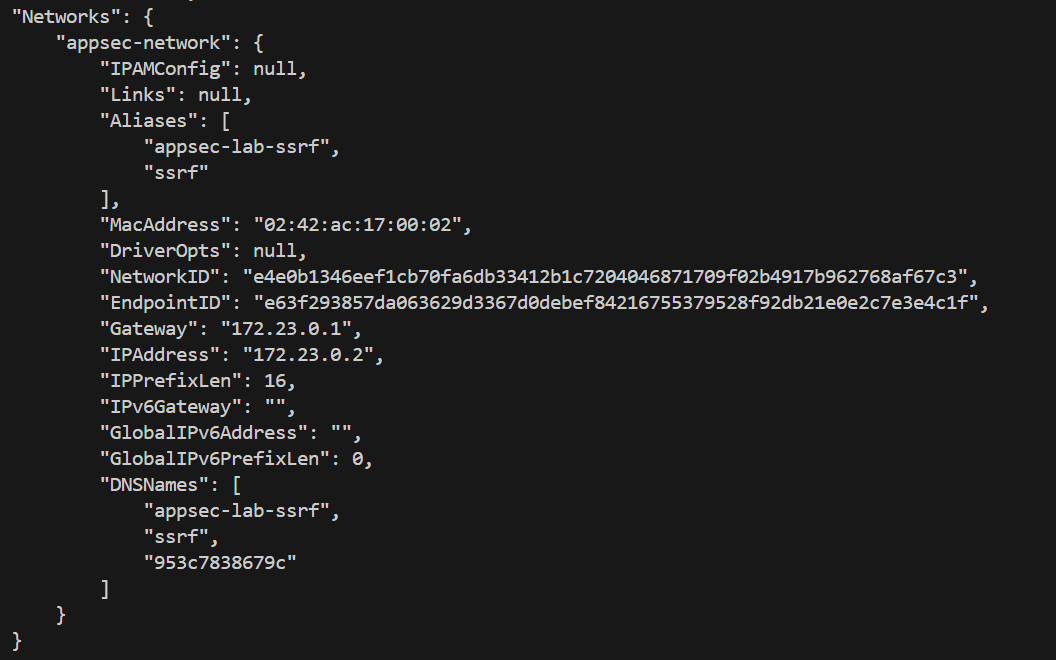 "Networks": {
    "appsec-network": {
        "IPAMConfig": null,
        "Links": null,
        "Aliases": [
            "appsec-lab-ssrf",
            "ssrf"
        ],
        "MacAddress": "02:42:ac:17:00:02",
        "DriverOpts": null,
        "NetworkID": "e4e0b1346eef1cb70fa6db33412b1c7204046871709f02b4917b962768af67c3",
        "EndpointID": "e63f293857da063629d3367d0debef84216755379528f92db21e0e2c7e3e4c1f",
        "Gateway": "172.23.0.1",
        "IPAddress": "172.23.0.2",
        "IPPrefixLen": 16,
        "IPv6Gateway": "",
        "GlobalIPv6Address": "",
        "GlobalIPv6PrefixLen": 0,
        "DNSNames": [
            "appsec-lab-ssrf",
            "ssrf",
            "953c7838679c"
        ]
    }
}